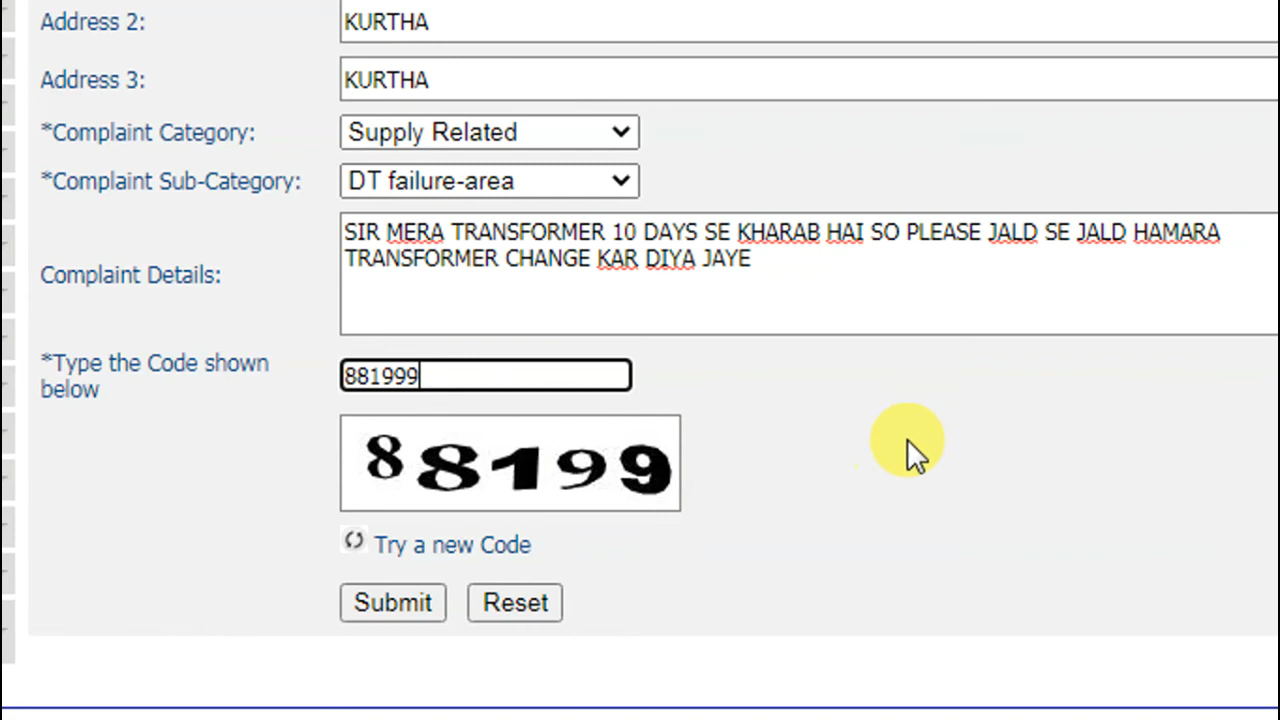 Address 2:
KURTHA
Address 3:
KURTHA
*Complaint Category:
Supply Related
*Complaint Sub-Category:
DT failure-area
Complaint Details:
SIR MERA TRANSFORMER 10 DAYS SE KHARAB HAI SO PLEASE JALD SE JALD HAMARA
TRANSFORMER CHANGE KAR DIYA JAYE
*Type the Code shown
below
881999
88199
Try a new Code
Submit
Reset